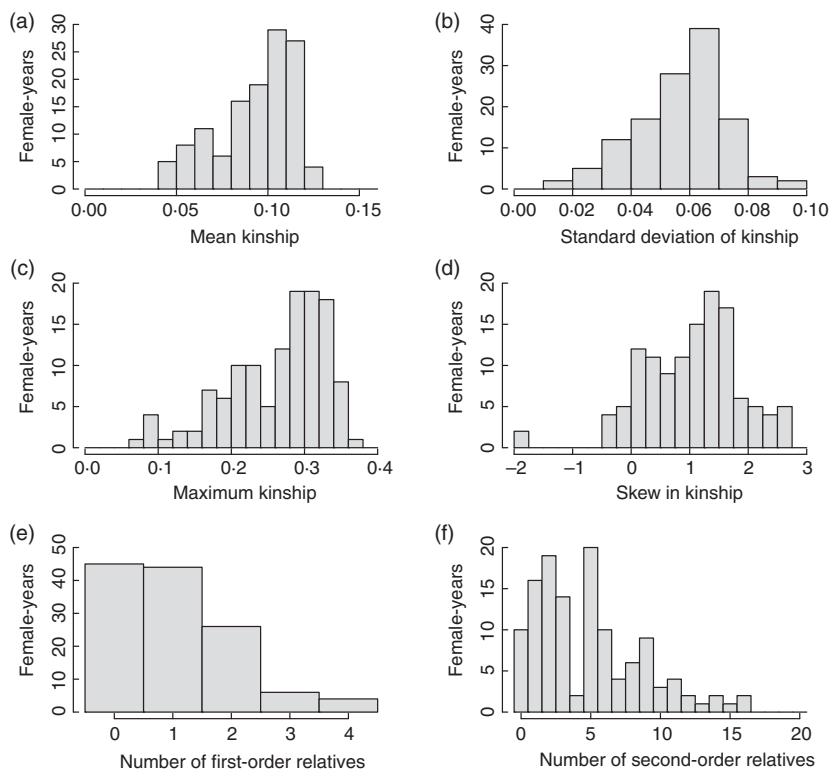 (a)
Female-years
30
25
20
15
10
5
0
0·00 0·05 0·10 0·15
Mean kinship
(b)
Female-years
40
30
20
10
0
0·00 0·02 0·04 0·06 0·08 0·10
Standard deviation of kinship
(c)
Female-years
20
15
10
5
0
0·0 0·1 0·2 0·3 0·4
Maximum kinship
(d)
Female-years
20
15
10
5
0
−2 −1 0 1 2 3
Skew in kinship
(e)
Female-years
50
40
30
20
10
0
0 1 2 3 4
Number of first-order relatives
(f)
Female-years
20
15
10
5
0
0 5 10 15 20
Number of second-order relatives